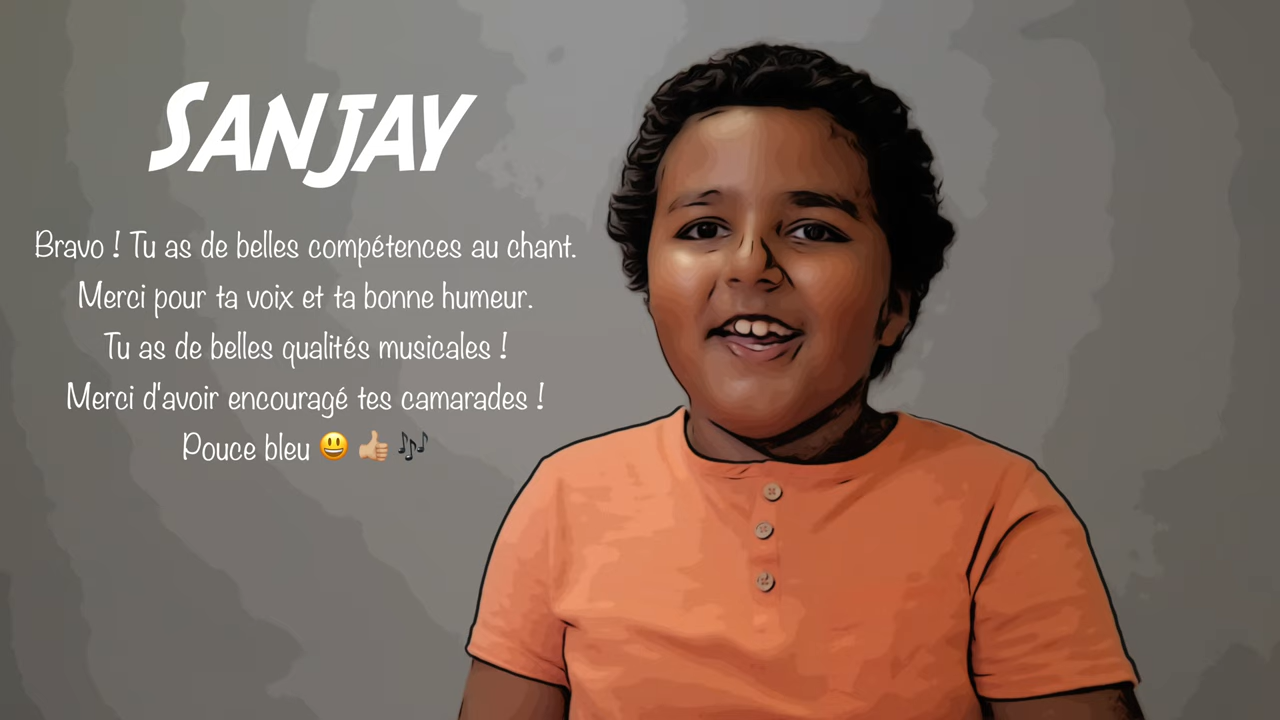 SANJAY
Bravo ! Tu as de belles compétences au chant.
Merci pour ta voix et ta bonne humeur.
Tu as de belles qualités musicales !
Merci d'avoir encouragé tes camarades !
Pouce bleu 😃 👍🏼 🎶